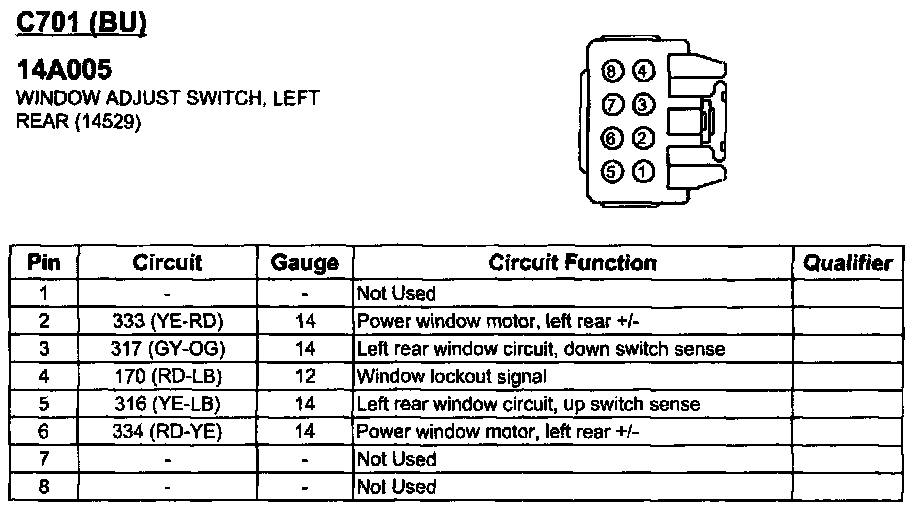 C701 (BU)
14A005
WINDOW ADJUST SWITCH, LEFT
REAR (14529)
8 4
7 3
6 2
5 1
Pin Circuit Gauge Circuit Function Qualifier
1 - - Not Used
2 333 (YE-RD) 14 Power window motor, left rear +/-
3 317 (GY-OG) 14 Left rear window circuit, down switch sense
4 170 (RD-LB) 12 Window lockout signal
5 316 (YE-LB) 14 Left rear window circuit, up switch sense
6 334 (RD-YE) 14 Power window motor, left rear +/-
7 - - Not Used
8 - - Not Used